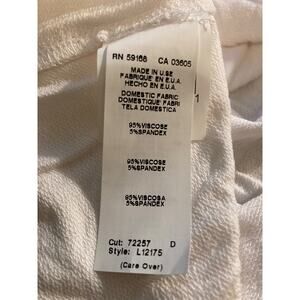 RN 59168 CA 03605
MADE IN U.S.E
FABRIQUE' EN E.U.A.
HECHO EN E.U.A.
DOMESTIC FABRIC
DOMESTIQUE' FABRI
TELA DOMESTICA
95%VISCOSE
5%SPANDEX
95%VISCOSE
5%SPANDEX
95%VISCOSA
5%SPANDEX
Cut: 72257 D
Style: L12175
(Care Over)
1